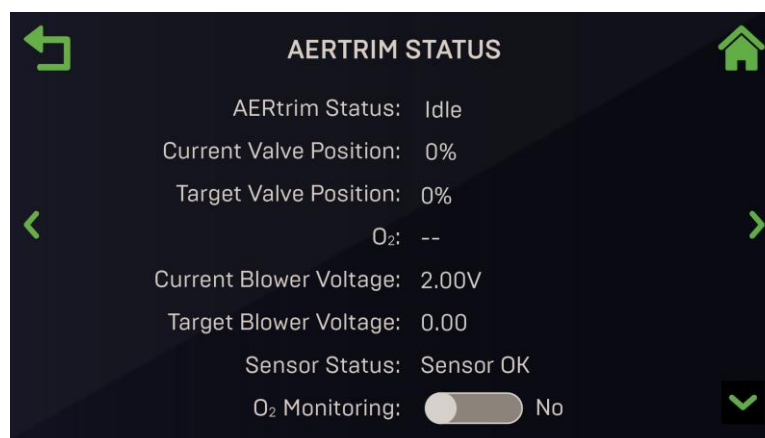 AERTRIM STATUS
AERtrim Status: Idle
Current Valve Position: 0%
Target Valve Position: 0%
O₂: --
Current Blower Voltage: 2.00V
Target Blower Voltage: 0.00
Sensor Status: Sensor OK
O₂ Monitoring: No